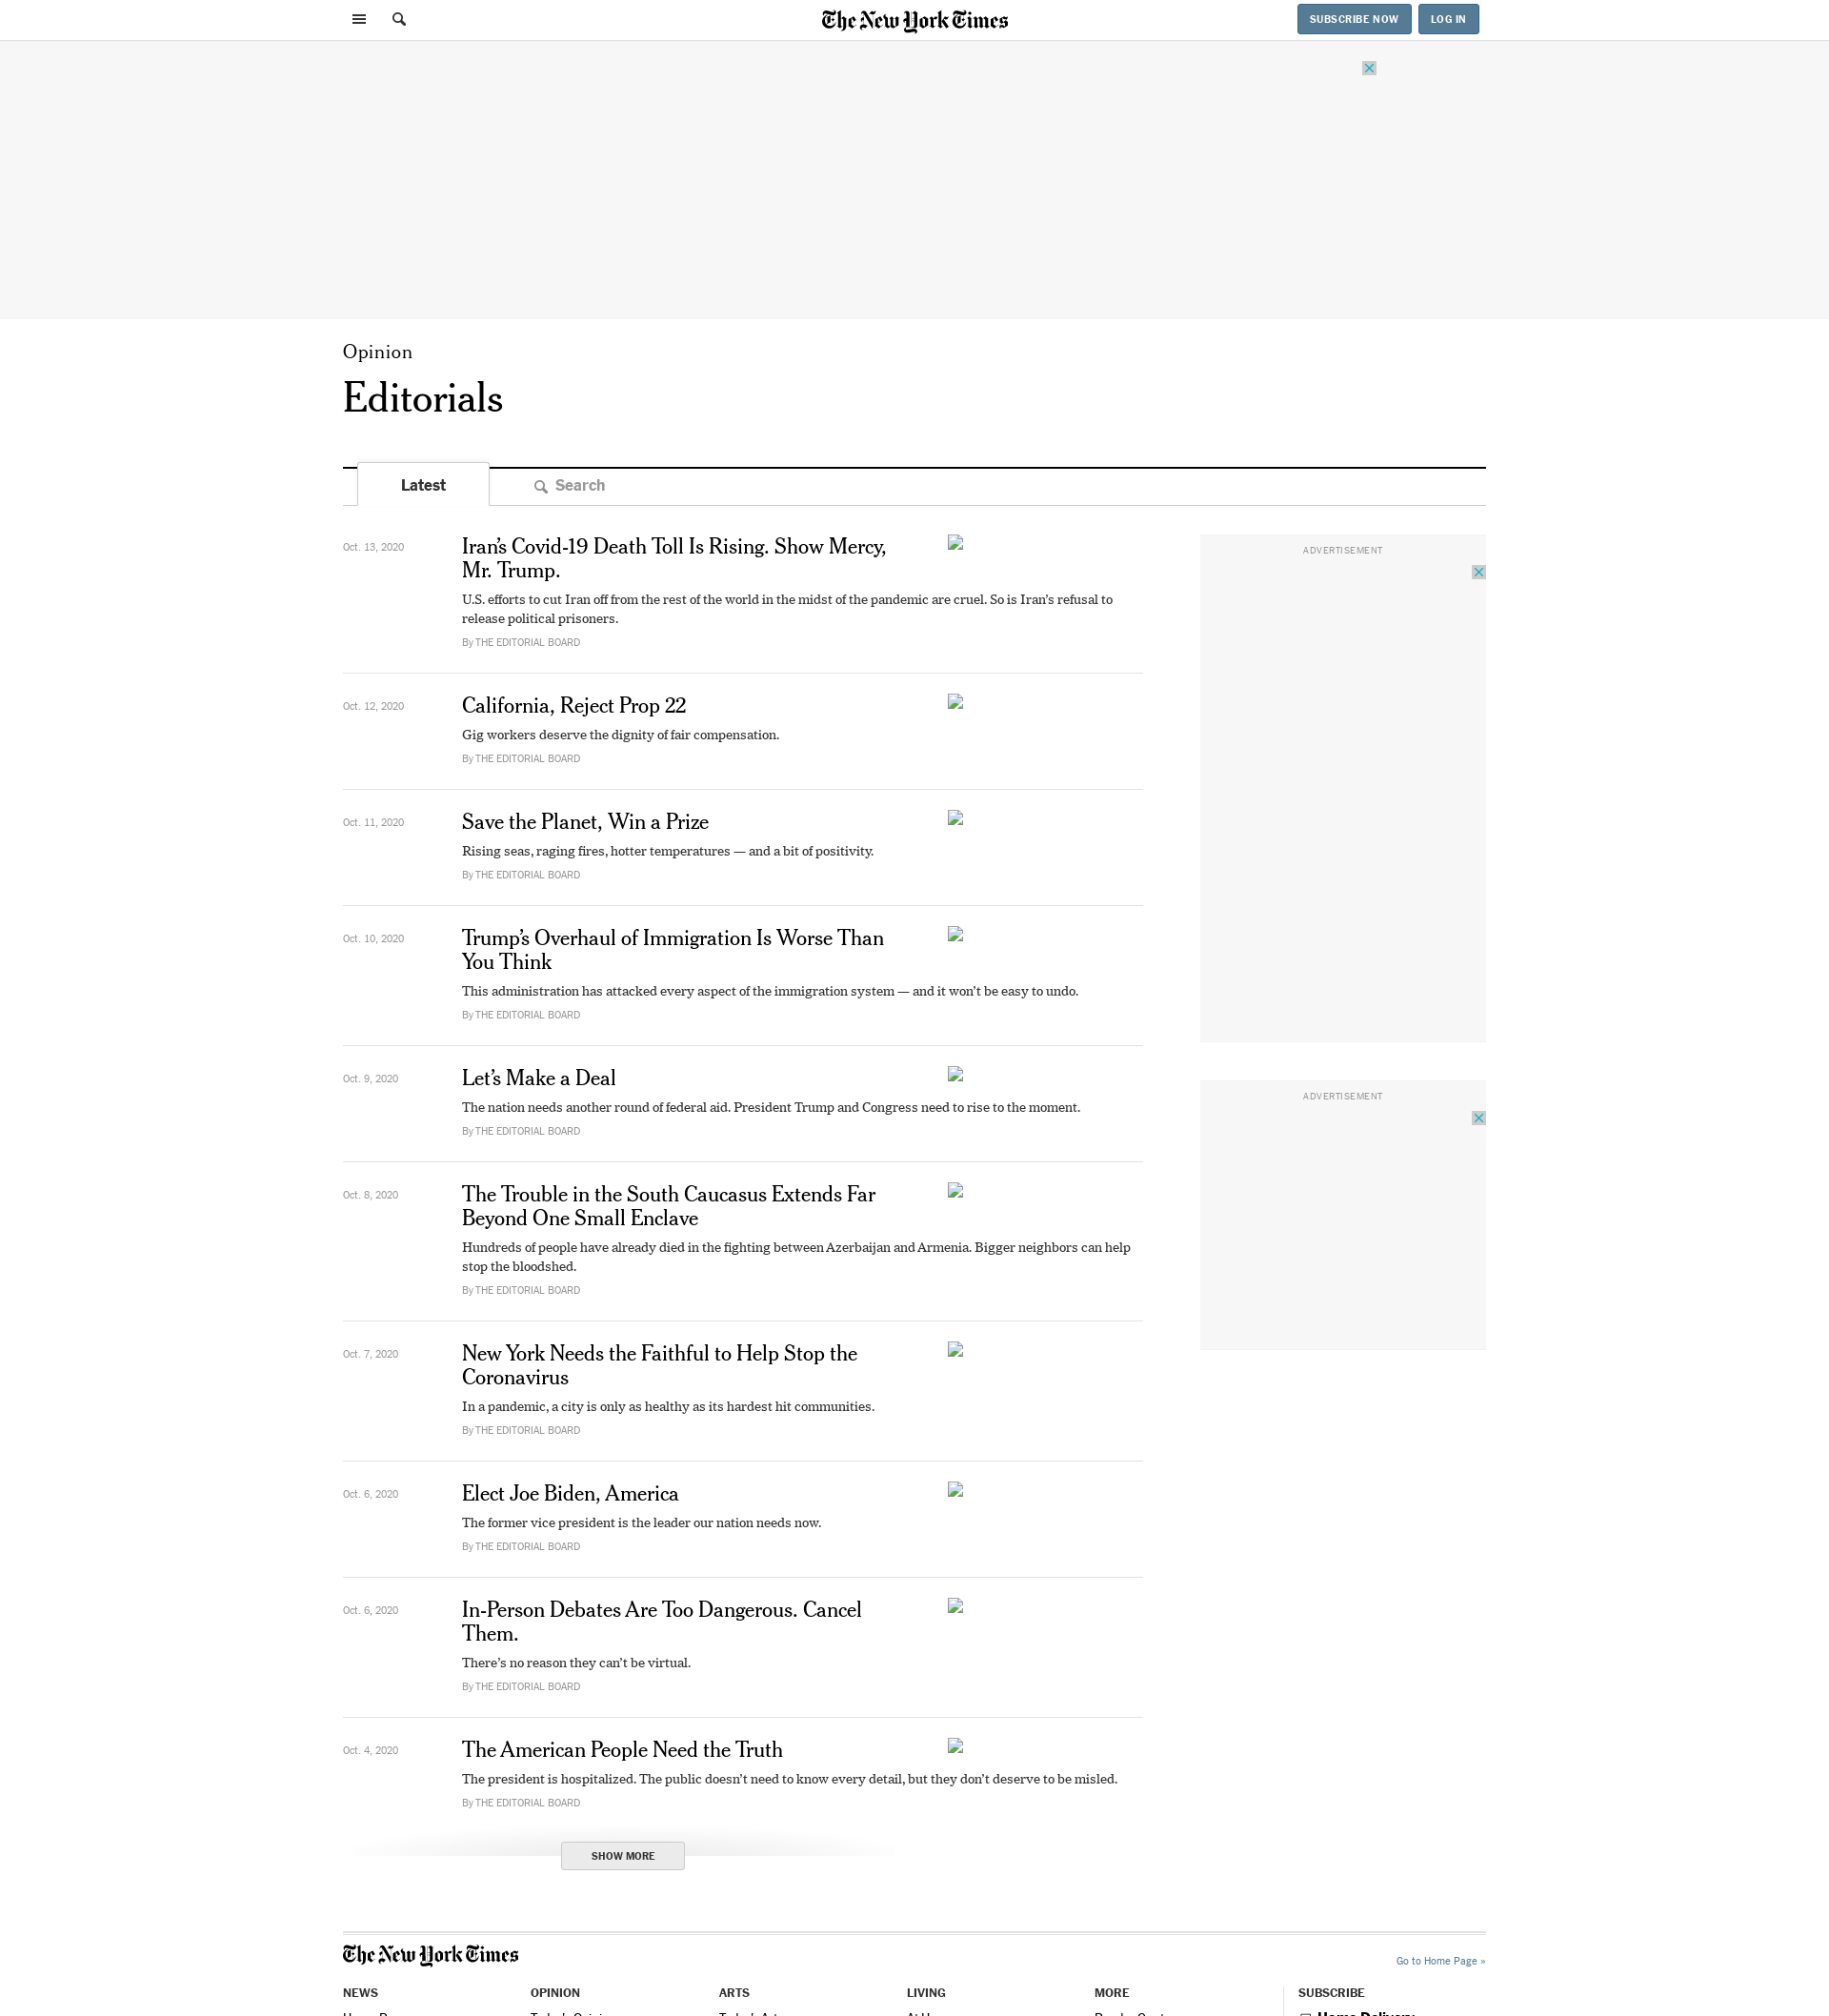 The New York Times
SUBSCRIBE NOW
LOG IN
Opinion
Editorials
Latest
Search
Oct. 13, 2020
Iran’s Covid-19 Death Toll Is Rising. Show Mercy,
Mr. Trump.
U.S. efforts to cut Iran off from the rest of the world in the midst of the pandemic are cruel. So is Iran’s refusal to
release political prisoners.
By THE EDITORIAL BOARD
Oct. 12, 2020
California, Reject Prop 22
Gig workers deserve the dignity of fair compensation.
By THE EDITORIAL BOARD
Oct. 11, 2020
Save the Planet, Win a Prize
Rising seas, raging fires, hotter temperatures — and a bit of positivity.
By THE EDITORIAL BOARD
Oct. 10, 2020
Trump’s Overhaul of Immigration Is Worse Than
You Think
This administration has attacked every aspect of the immigration system — and it won’t be easy to undo.
By THE EDITORIAL BOARD
Oct. 9, 2020
Let’s Make a Deal
The nation needs another round of federal aid. President Trump and Congress need to rise to the moment.
By THE EDITORIAL BOARD
Oct. 8, 2020
The Trouble in the South Caucasus Extends Far
Beyond One Small Enclave
Hundreds of people have already died in the fighting between Azerbaijan and Armenia. Bigger neighbors can help
stop the bloodshed.
By THE EDITORIAL BOARD
Oct. 7, 2020
New York Needs the Faithful to Help Stop the
Coronavirus
In a pandemic, a city is only as healthy as its hardest hit communities.
By THE EDITORIAL BOARD
Oct. 6, 2020
Elect Joe Biden, America
The former vice president is the leader our nation needs now.
By THE EDITORIAL BOARD
Oct. 6, 2020
In-Person Debates Are Too Dangerous. Cancel
Them.
There’s no reason they can’t be virtual.
By THE EDITORIAL BOARD
Oct. 4, 2020
The American People Need the Truth
The president is hospitalized. The public doesn’t need to know every detail, but they don’t deserve to be misled.
By THE EDITORIAL BOARD
SHOW MORE
ADVERTISEMENT
ADVERTISEMENT
The New York Times
Go to Home Page »
NEWS
OPINION
ARTS
LIVING
MORE
SUBSCRIBE
Home Delivery